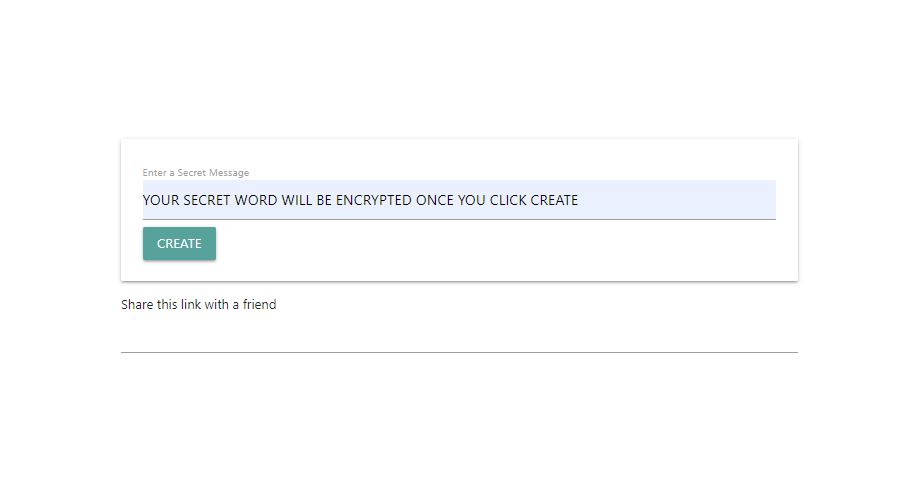 Enter a Secret Message
YOUR SECRET WORD WILL BE ENCRYPTED ONCE YOU CLICK CREATE
CREATE
Share this link with a friend